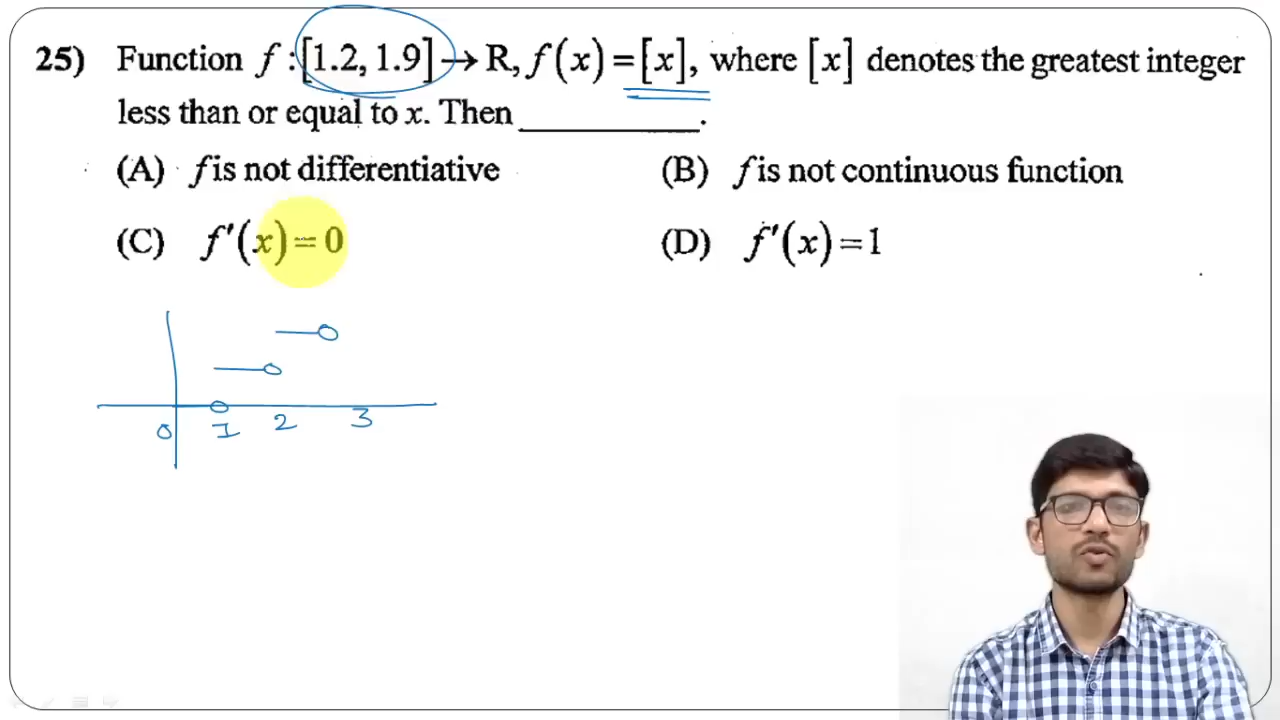 25) Function f : [1.2, 1.9] → R, f(x) = [x], where [x] denotes the greatest integer
less than or equal to x. Then ____________.
(A) f is not differentiative (B) f is not continuous function
(C) f'(x) = 0 (D) f'(x) = 1
0 1 2 3